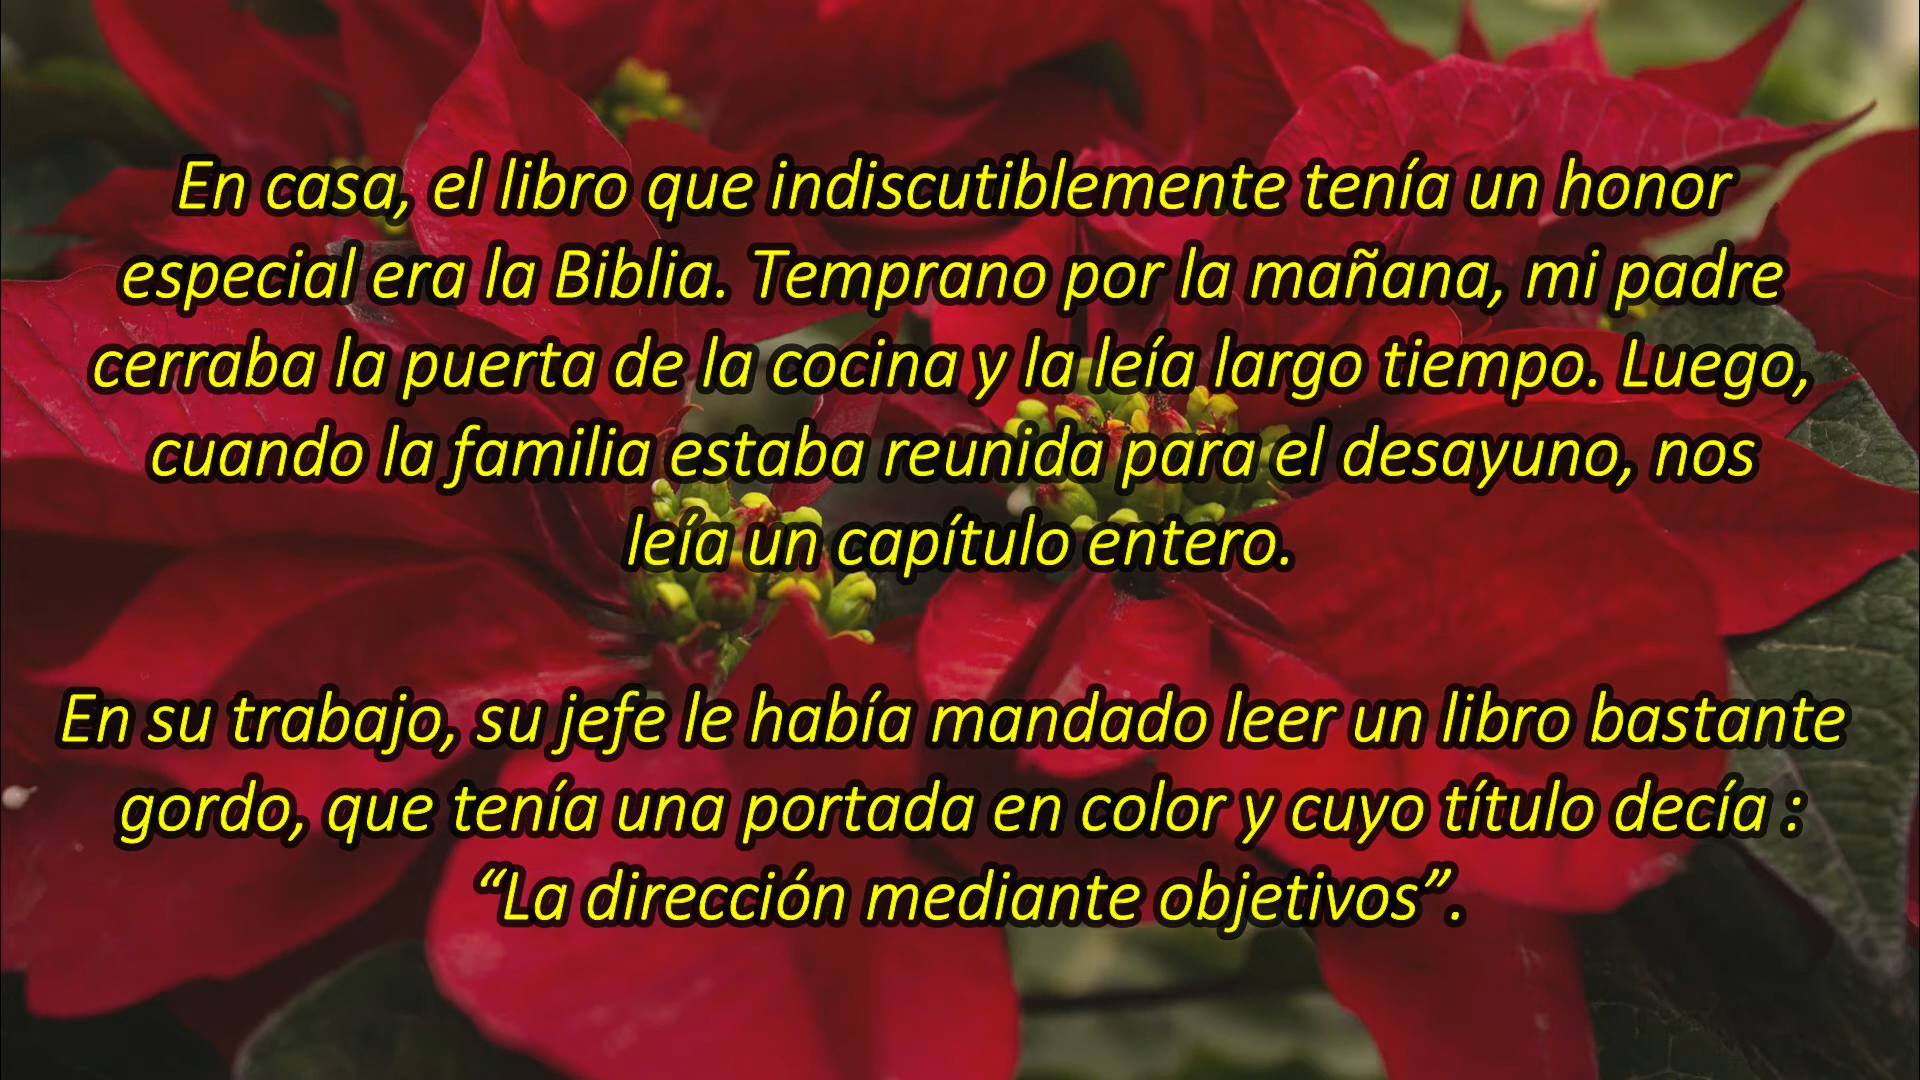 En casa, el libro que indiscutiblemente tenía un honor
especial era la Biblia. Temprano por la mañana, mi padre
cerraba la puerta de la cocina y la leía largo tiempo. Luego,
cuando la familia estaba reunida para el desayuno, nos
leía un capítulo entero.
En su trabajo, su jefe le había mandado leer un libro bastante
gordo, que tenía una portada en color y cuyo título decía :
“La dirección mediante objetivos”.